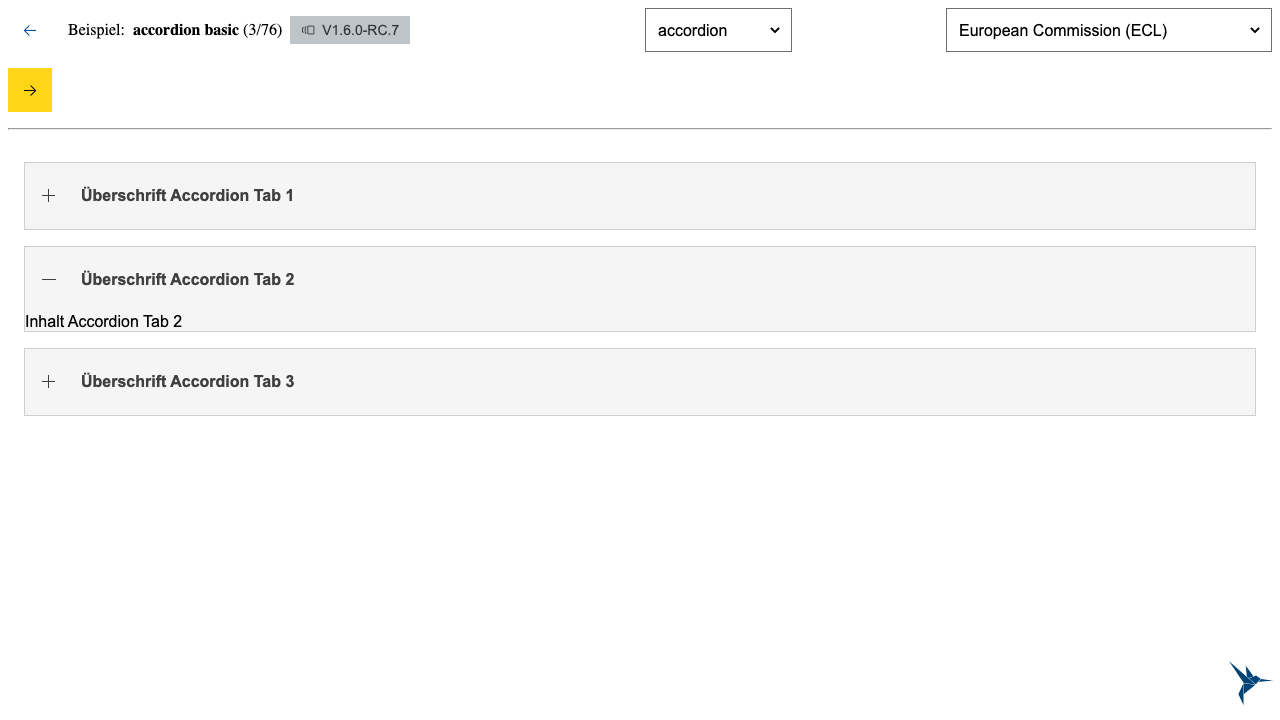 Beispiel: accordion basic (3/76) V1.6.0-RC.7 accordion European Commission (ECL)
Überschrift Accordion Tab 1
Überschrift Accordion Tab 2
Inhalt Accordion Tab 2
Überschrift Accordion Tab 3